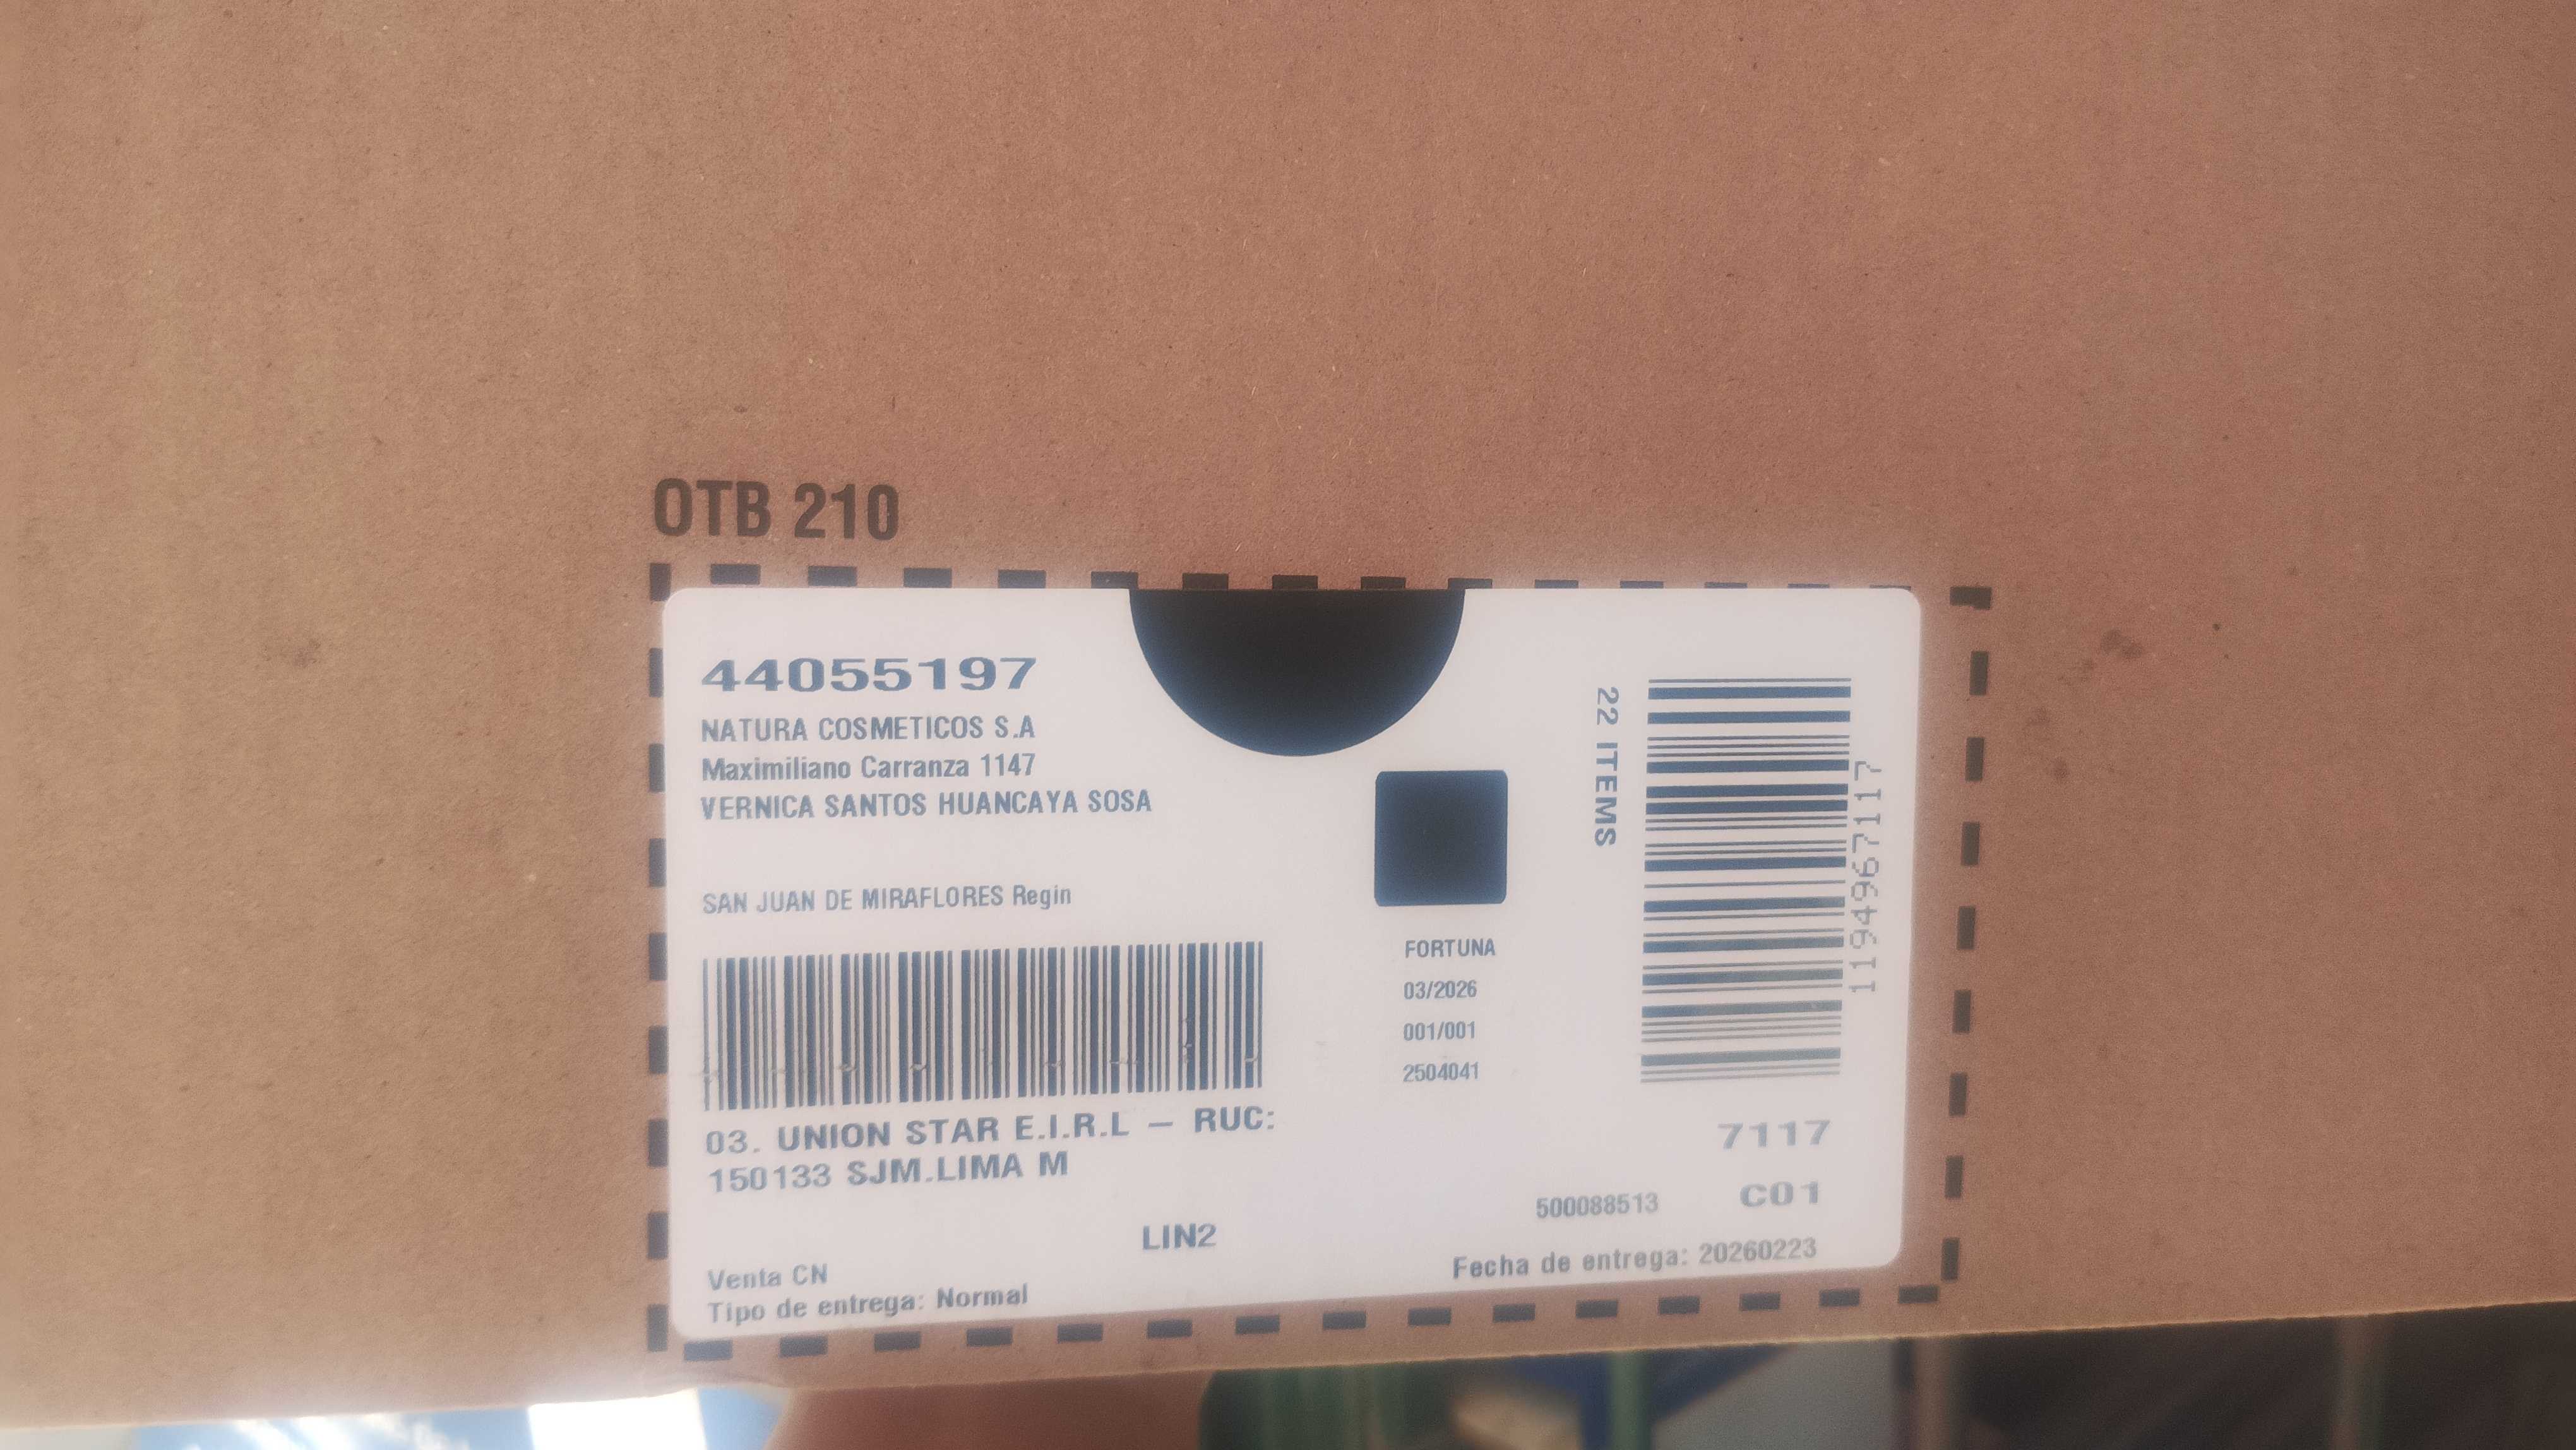 OTB 210
44055197
NATURA COSMETICOS S.A
Maximiliano Carranza 1147
VERNICA SANTOS HUANCAYA SOSA
SAN JUAN DE MIRAFLORES Regin
03. UNION STAR E.I.R.L – RUC:
150133 SJM.LIMA M
LIN2
Venta CN
Tipo de entrega: Normal
FORTUNA
03/2026
001/001
2504041
22 ITEMS
1194967117
7117
C01
500088513
Fecha de entrega: 20260223